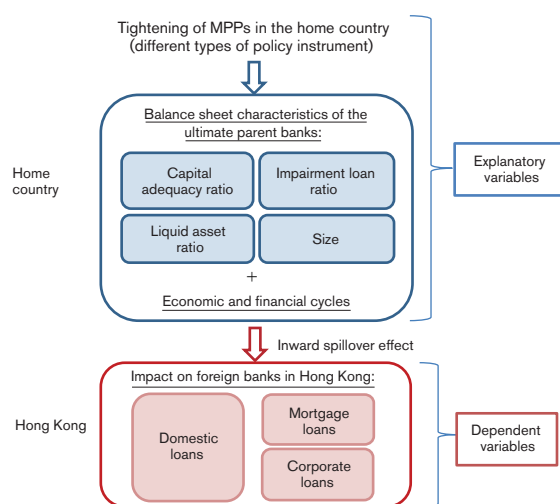 Tightening of MPPs in the home country
(different types of policy instrument)
Balance sheet characteristics of the
ultimate parent banks:
Home
country
Capital
adequacy ratio
Impairment loan
ratio
Explanatory
variables
Liquid asset
ratio
Size
+
Economic and financial cycles
Inward spillover effect
Impact on foreign banks in Hong Kong:
Hong Kong
Domestic
loans
Mortgage
loans
Corporate
loans
Dependent
variables